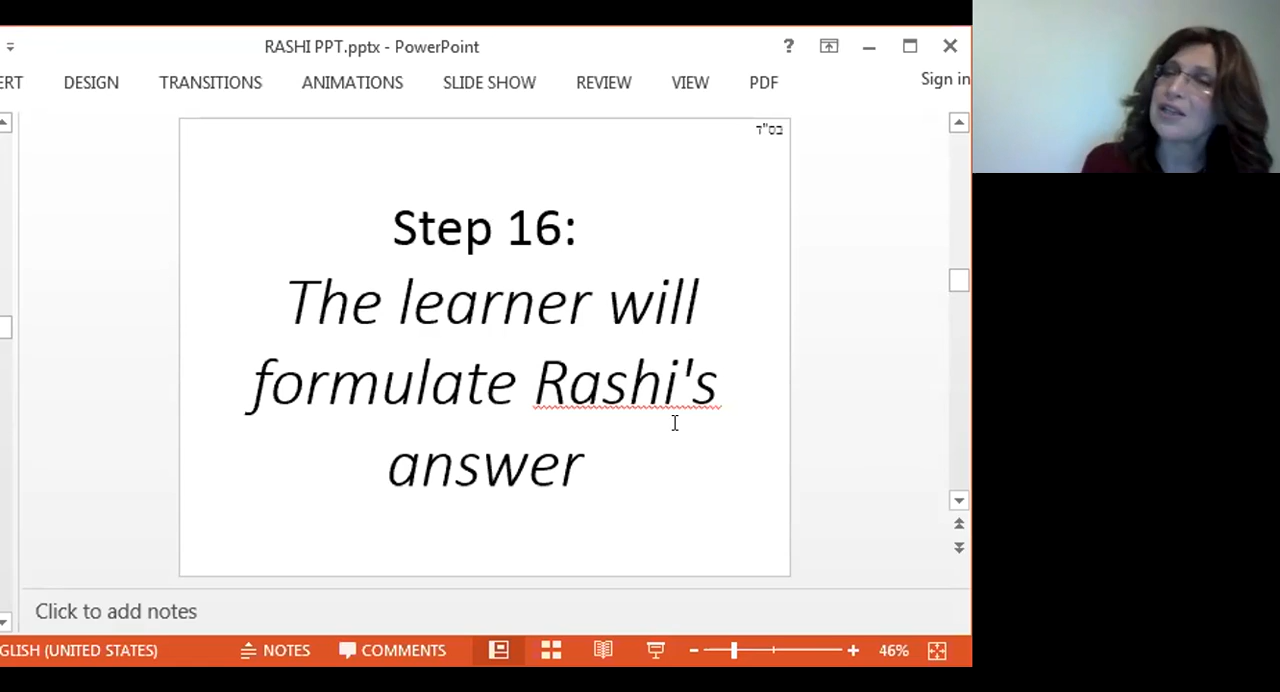 RASHI PPT.pptx - PowerPoint
?
ERT DESIGN TRANSITIONS ANIMATIONS SLIDE SHOW REVIEW VIEW PDF Sign in
בס"ד
Step 16:
The learner will
formulate Rashi's
answer
Click to add notes
GLISH (UNITED STATES) NOTES COMMENTS 46%